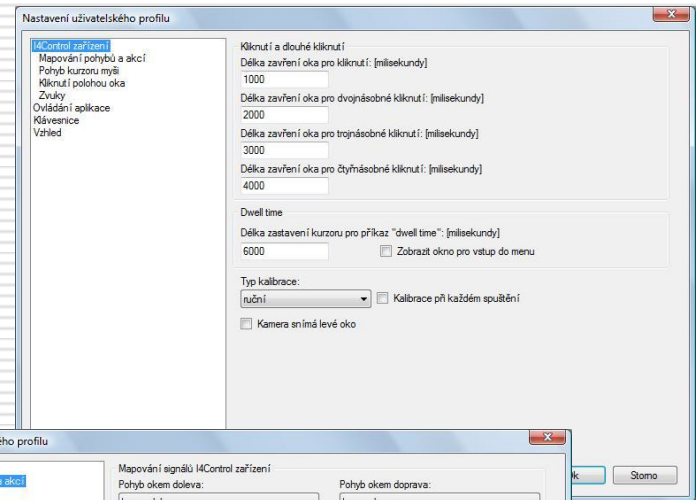 Nastavení uživatelského profilu
I4Control zařízení
Mapování pohybů a akcí
Pohyb kurzoru myši
Kliknutí polohou oka
Zvuky
Ovládání aplikace
Klávesnice
Vzhled
Kliknutí a dlouhé kliknutí
Délka zavření oka pro kliknutí: [milisekundy]
1000
Délka zavření oka pro dvojnásobné kliknutí: [milisekundy]
2000
Délka zavření oka pro trojnásobné kliknutí: [milisekundy]
3000
Délka zavření oka pro čtyřnásobné kliknutí: [milisekundy]
4000
Dwell time
Délka zastavení kurzoru pro příkaz "dwell time": [milisekundy]
6000
Zobrazit okno pro vstup do menu
Typ kalibrace:
ruční
Kalibrace při každém spuštění
Kamera snímá levé oko
Storno
profilu
akcí
Mapování signálů I4Control zařízení
Pohyb okem doleva:
Pohyb okem doprava: